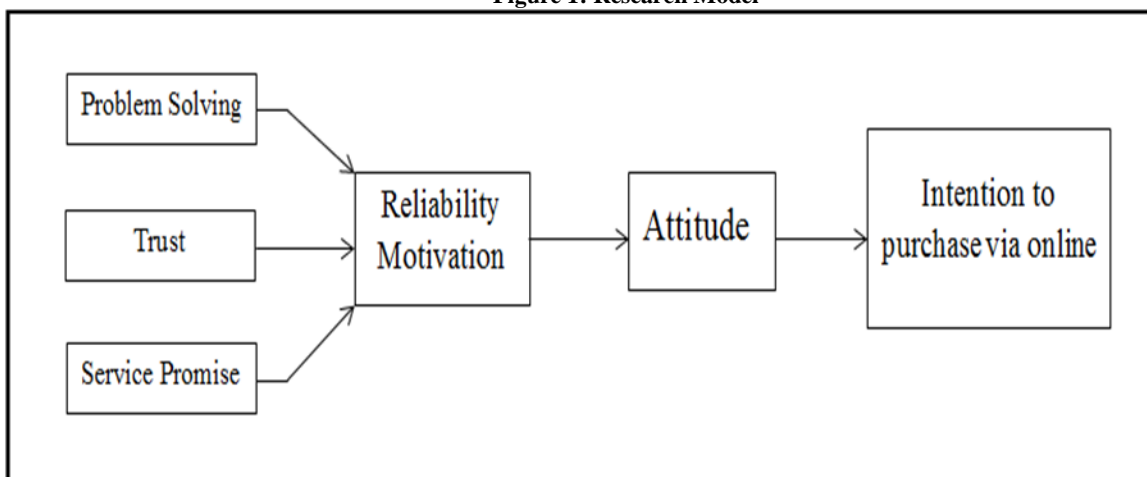 Figure 1: Research Model
Problem Solving
Trust
Service Promise
Reliability
Motivation
Attitude
Intention to
purchase via online